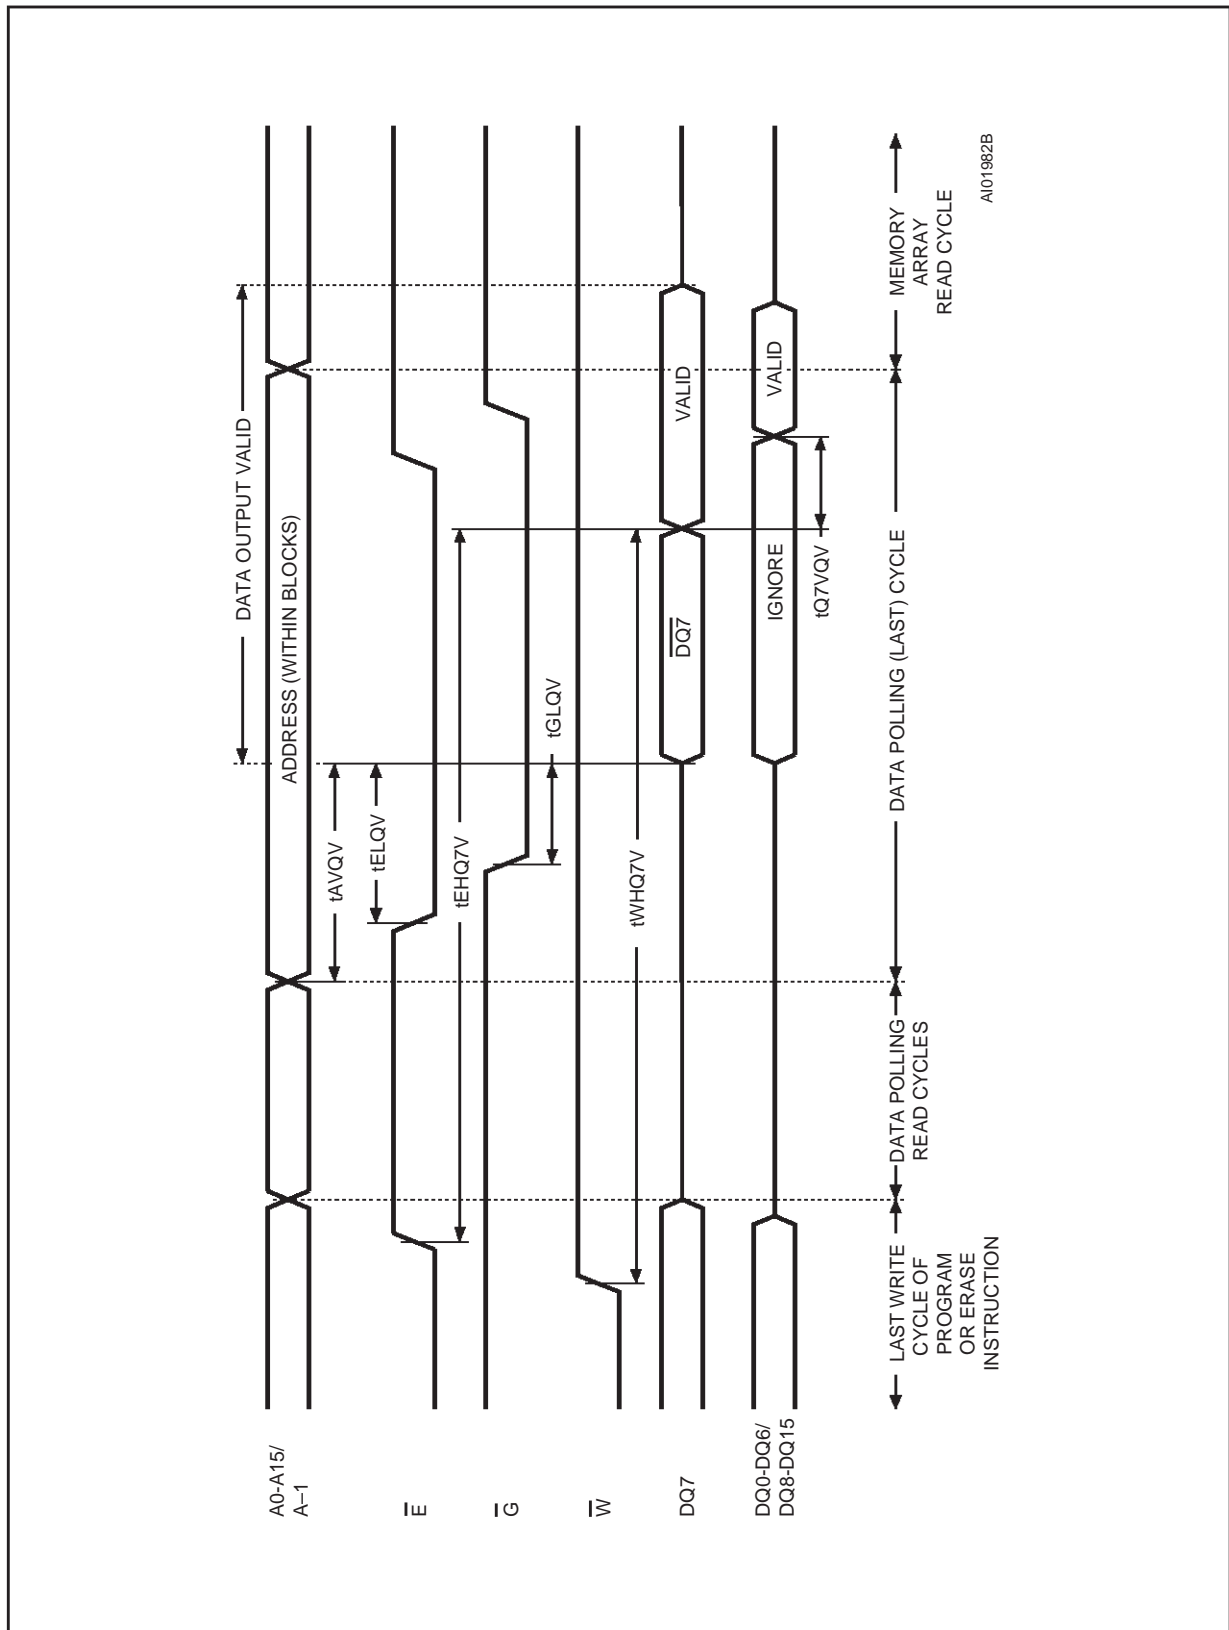 DATA OUTPUT VALID
A0-A15/
A–1
ADDRESS (WITHIN BLOCKS)
tAVQV
tELQV
E
tEHQ7V
G
tGLQV
W
tWHQ7V
DQ7
DQ7
VALID
DQ0-DQ6/
DQ8-DQ15
IGNORE
VALID
tQ7VQV
LAST WRITE
CYCLE OF
PROGRAM
OR ERASE
INSTRUCTION
DATA POLLING
READ CYCLES
DATA POLLING (LAST) CYCLE
MEMORY
ARRAY
READ CYCLE
AI01982B